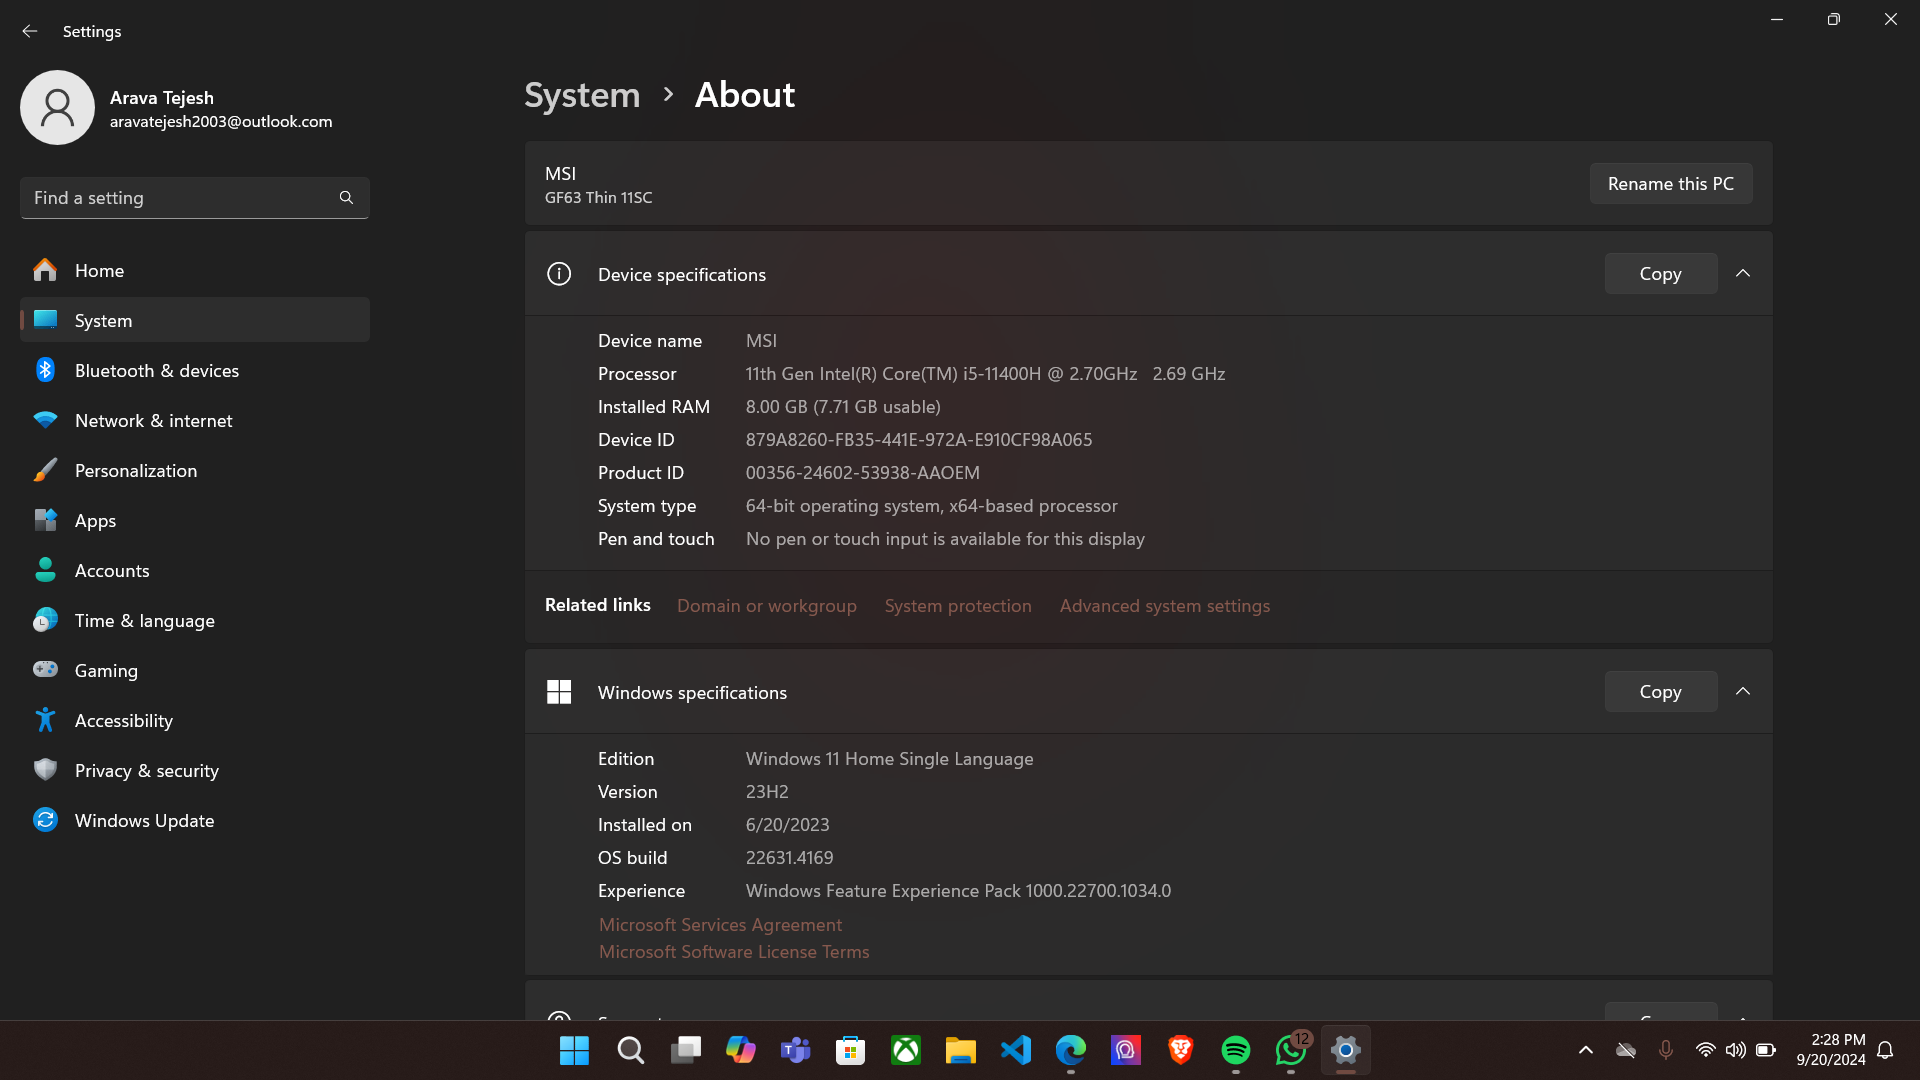 Settings
Arava Tejesh
aravatejesh2003@outlook.com
Find a setting
Home
System
Bluetooth & devices
Network & internet
Personalization
Apps
Accounts
Time & language
Gaming
Accessibility
Privacy & security
Windows Update
System > About
MSI
GF63 Thin 11SC
Rename this PC
Device specifications
Copy
Device name MSI
Processor 11th Gen Intel(R) Core(TM) i5-11400H @ 2.70GHz 2.69 GHz
Installed RAM 8.00 GB (7.71 GB usable)
Device ID 879A8260-FB35-441E-972A-E910CF98A065
Product ID 00356-24602-53938-AAOEM
System type 64-bit operating system, x64-based processor
Pen and touch No pen or touch input is available for this display
Related links Domain or workgroup System protection Advanced system settings
Windows specifications
Copy
Edition Windows 11 Home Single Language
Version 23H2
Installed on 6/20/2023
OS build 22631.4169
Experience Windows Feature Experience Pack 1000.22700.1034.0
Microsoft Services Agreement
Microsoft Software License Terms
12
2:28 PM
9/20/2024